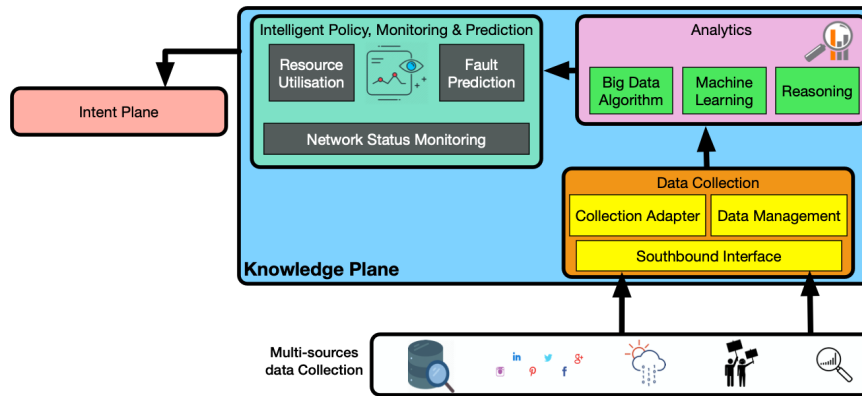 Intelligent Policy, Monitoring & Prediction
Resource
Utilisation
Fault
Prediction
Network Status Monitoring
Analytics
Big Data
Algorithm
Machine
Learning
Reasoning
Intent Plane
Data Collection
Collection Adapter
Data Management
Southbound Interface
Knowledge Plane
Multi-sources
data Collection
in
g+
f